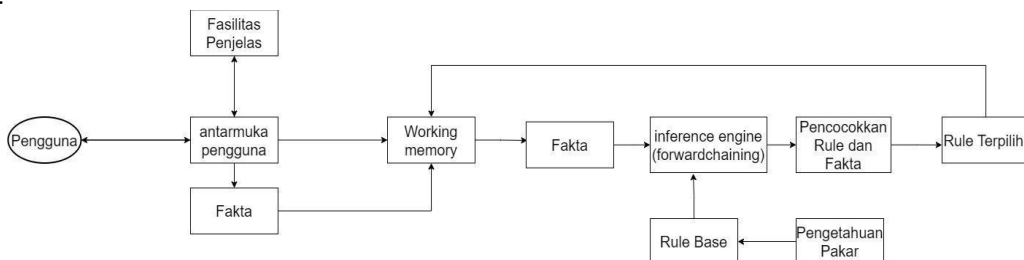 Fasilitas
Penjelas
Pengguna
antarmuka
pengguna
Working
memory
Fakta
inference engine
(forwardchaining)
Pencocokkan
Rule dan
Fakta
Rule Terpilih
Fakta
Rule Base
Pengetahuan
Pakar